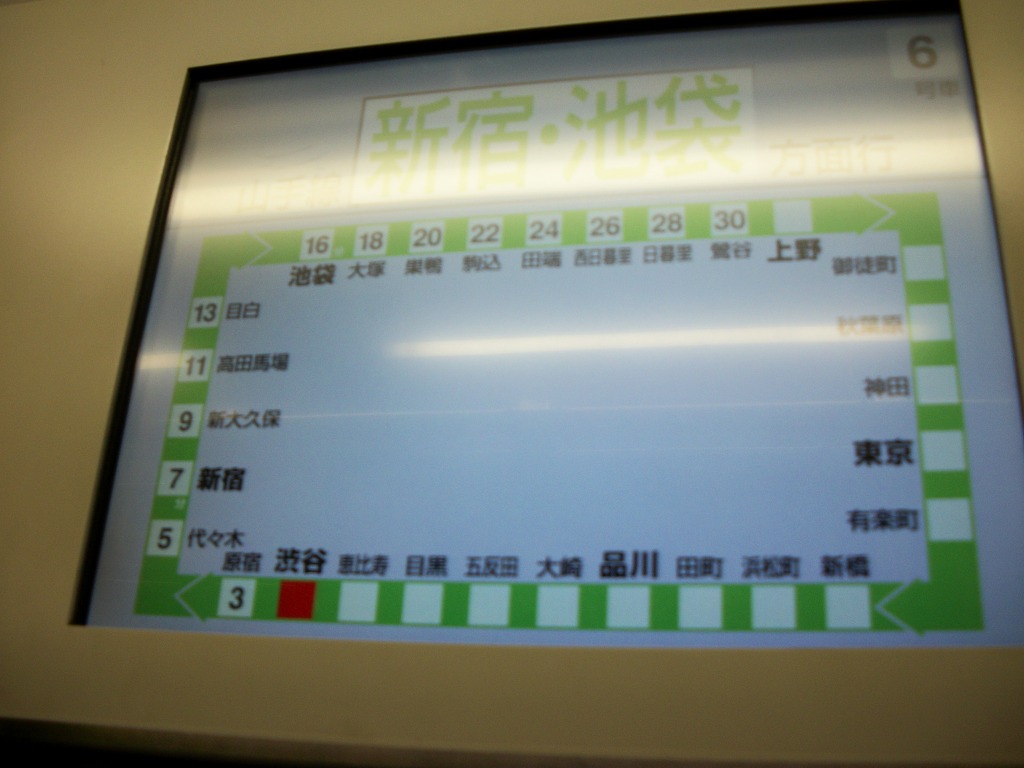 6
号車
新宿・池袋
山手線 方面行
16 18 20 22 24 26 28 30
池袋 大塚 巣鴨 駒込 田端 西日暮里 日暮里 鶯谷 上野 御徒町
13 目白
秋葉原
11 高田馬場
神田
9 新大久保
東京
7 新宿
分
有楽町
5 代々木
原宿 渋谷 恵比寿 目黒 五反田 大崎 品川 田町 浜松町 新橋
3